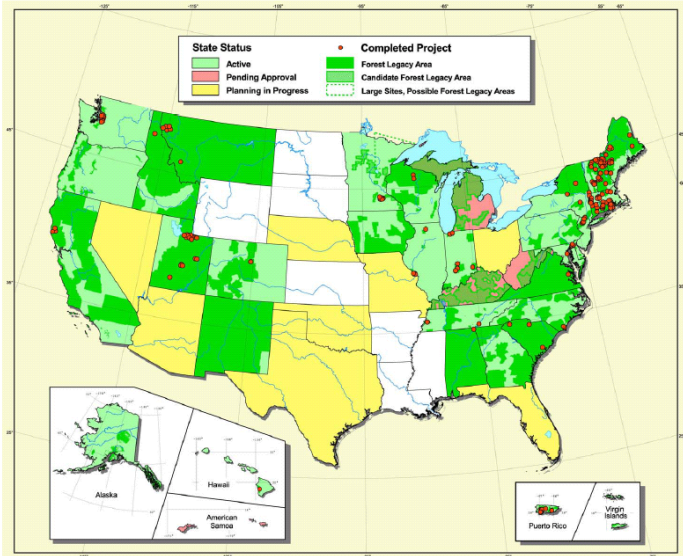 State Status
Completed Project
Active
Forest Legacy Area
Pending Approval
Candidate Forest Legacy Area
Planning in Progress
Large Sites, Possible Forest Legacy Areas
Alaska
Hawaii
American
Samoa
Puerto Rico
Virgin
Islands